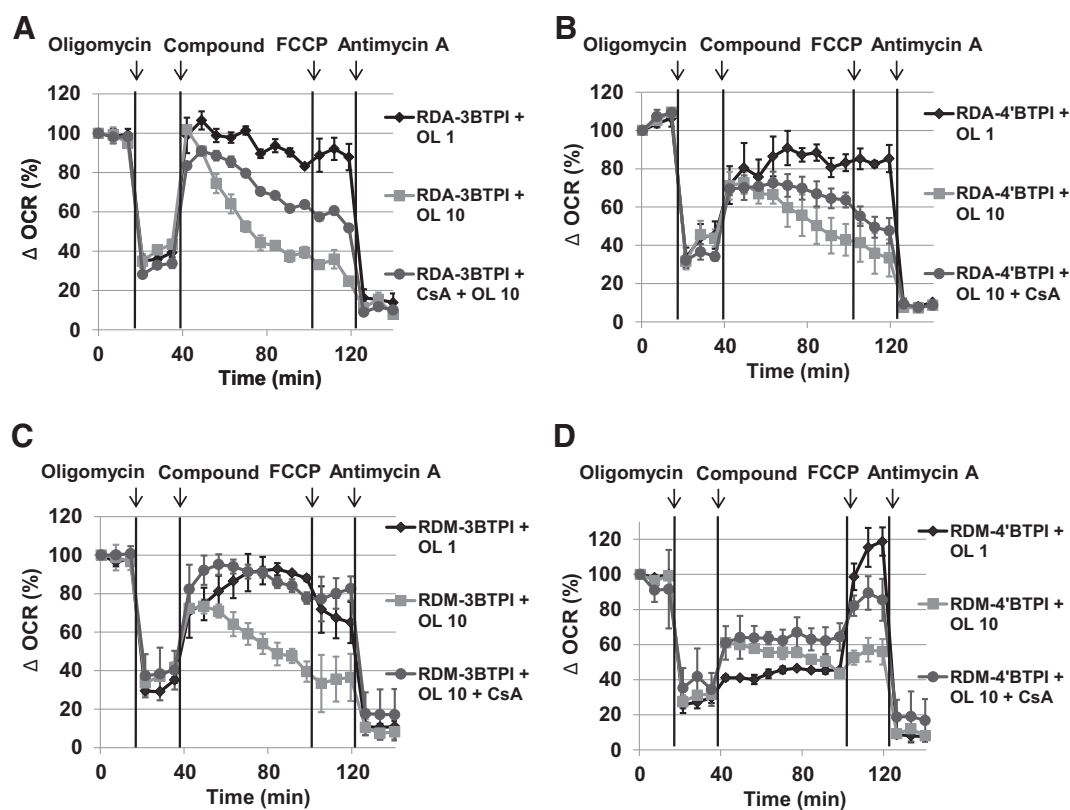 A
Oligomycin Compound FCCP Antimycin A
Δ OCR (%)
120
100
80
60
40
20
0
0 40 80 120
Time (min)
RDA-3BTPI +
OL 1
RDA-3BTPI +
OL 10
RDA-3BTPI +
CsA + OL 10
B
Oligomycin Compound FCCP Antimycin A
Δ OCR (%)
120
100
80
60
40
20
0
0 40 80 120
Time (min)
RDA-4'BTPI +
OL 1
RDA-4'BTPI +
OL 10
RDA-4'BTPI +
OL 10 + CsA
C
Oligomycin Compound FCCP Antimycin A
Δ OCR (%)
120
100
80
60
40
20
0
0 40 80 120
Time (min)
RDM-3BTPI +
OL 1
RDM-3BTPI +
OL 10
RDM-3BTPI +
OL 10 + CsA
D
Oligomycin Compound FCCP Antimycin A
Δ OCR (%)
120
100
80
60
40
20
0
0 40 80 120
Time (min)
RDM-4'BTPI +
OL 1
RDM-4'BTPI +
OL 10
RDM-4'BTPI +
OL 10 + CsA